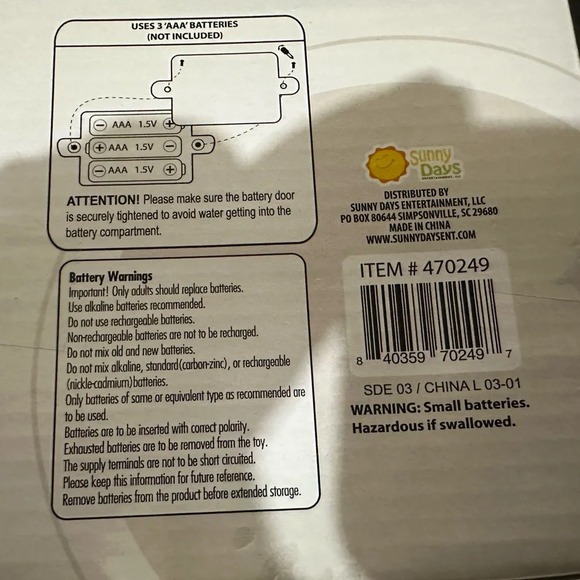 USES 3 'AAA' BATTERIES
(NOT INCLUDED)
AAA 1.5V
AAA 1.5V
AAA 1.5V
ATTENTION! Please make sure the battery door
is securely tightened to avoid water getting into the
battery compartment.
Battery Warnings
Important! Only adults should replace batteries.
Use alkaline batteries recommended.
Do not use rechargeable batteries.
Non-rechargeable batteries are not to be recharged.
Do not mix old and new batteries.
Do not mix alkaline, standard(carbon-zinc), or rechargeable
(nickle-cadmium)batteries.
Only batteries of same or equivalent type as recommended are
to be used.
Batteries are to be inserted with correct polarity.
Exhausted batteries are to be removed from the toy.
The supply terminals are not to be short circuited.
Please keep this information for future reference.
Remove batteries from the product before extended storage.
Sunny
Days
ENTERTAINMENT, LLC
DISTRIBUTED BY
SUNNY DAYS ENTERTAINMENT, LLC
PO BOX 80644 SIMPSONVILLE, SC 29680
MADE IN CHINA
WWW.SUNNYDAYSENT.COM
ITEM # 470249
8 40359 70249 7
SDE 03 / CHINA L 03-01
WARNING: Small batteries.
Hazardous if swallowed.